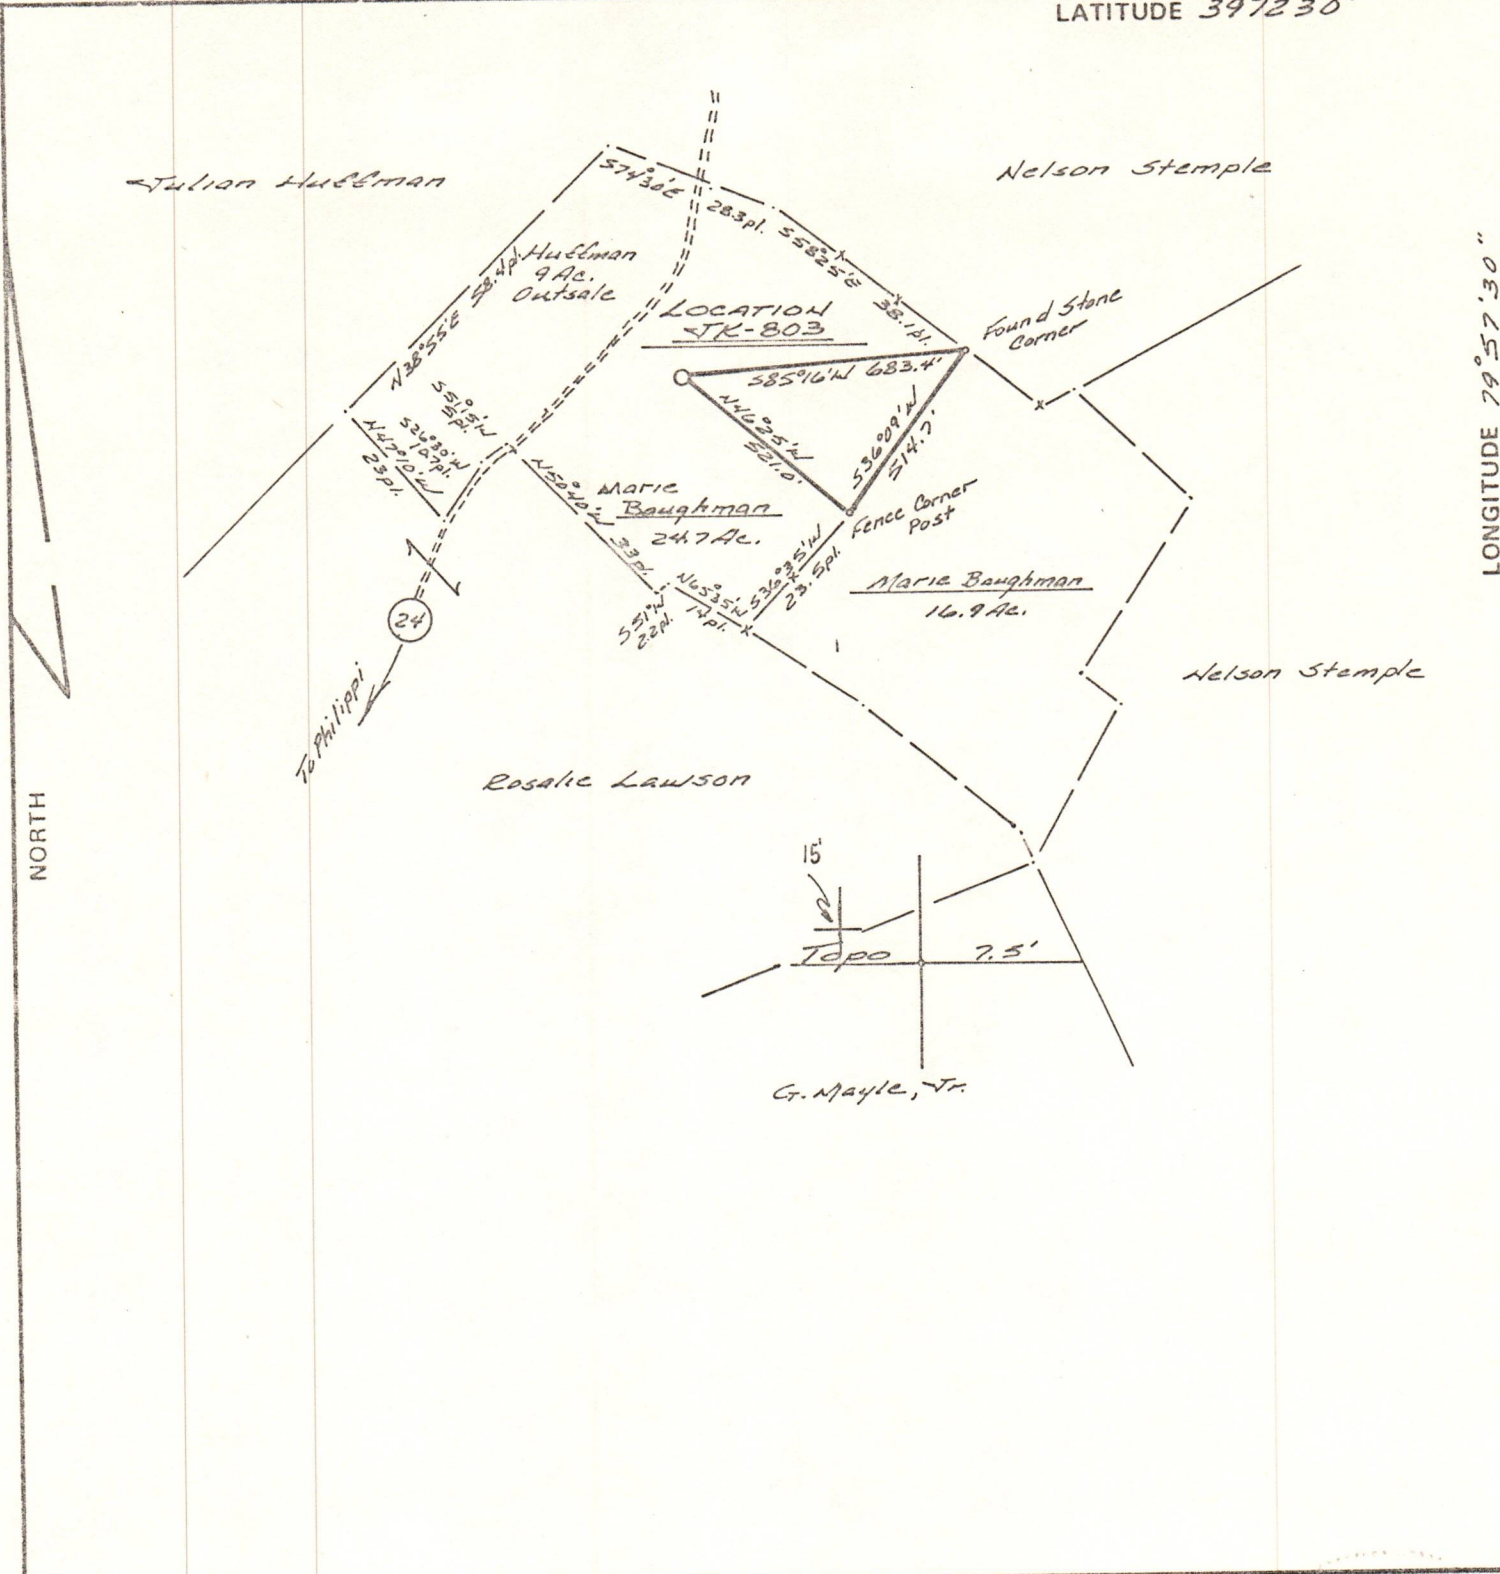 LATITUDE 39°12'30"
LONGITUDE 79°57'30"
NORTH
Julian Huffman
Nelson Stemple
S74°30'E 28.3pl.
S58°25'E 38.1pl.
N38°55'E 58.4pl.
Huffman
9 Ac.
Outsale
LOCATION
JK-803
Found Stone
Corner
S85°16'W 683.4'
N46°25'W
521.0'
S36°09'W
514.7'
S51°15'W
5pl.
S26°30'W
10.7pl.
N47°10'W
23pl.
N50°40'W 33pl.
Marie
Baughman
24.7 Ac.
Fence Corner
Post
S36°35'W
23.5pl.
N65°35'W
14pl.
S51°W
2.2pl.
Marie Baughman
16.9 Ac.
24
To Philippi
Nelson Stemple
Rosalie Lawson
15'
Topo 7.5'
G. Mayle, Jr.